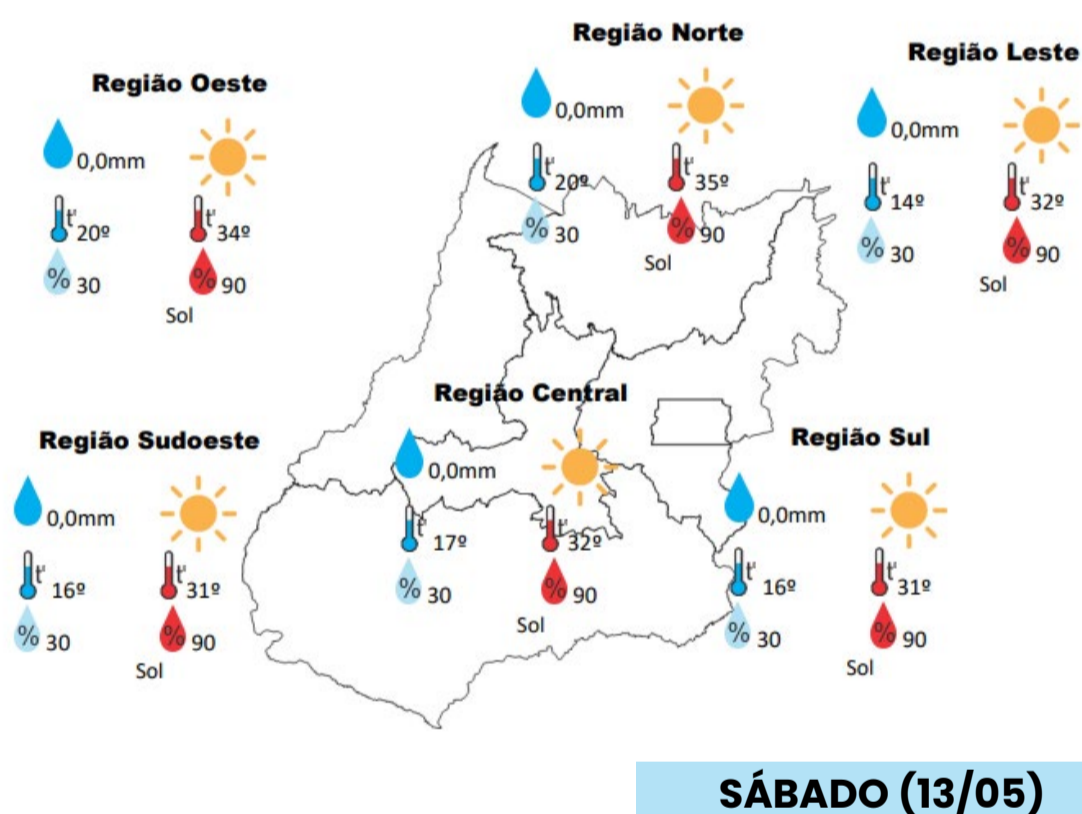 Região Norte
0,0mm
t' 20º
t' 35º
% 30
% 90
Sol
Região Leste
0,0mm
t' 14º
t' 32º
% 30
% 90
Sol
Região Oeste
0,0mm
t' 20º
t' 34º
% 30
% 90
Sol
Região Central
0,0mm
t' 17º
t' 32º
% 30
% 90
Sol
Região Sudoeste
0,0mm
t' 16º
t' 31º
% 30
% 90
Sol
Região Sul
0,0mm
t' 16º
t' 31º
% 30
% 90
Sol
SÁBADO (13/05)